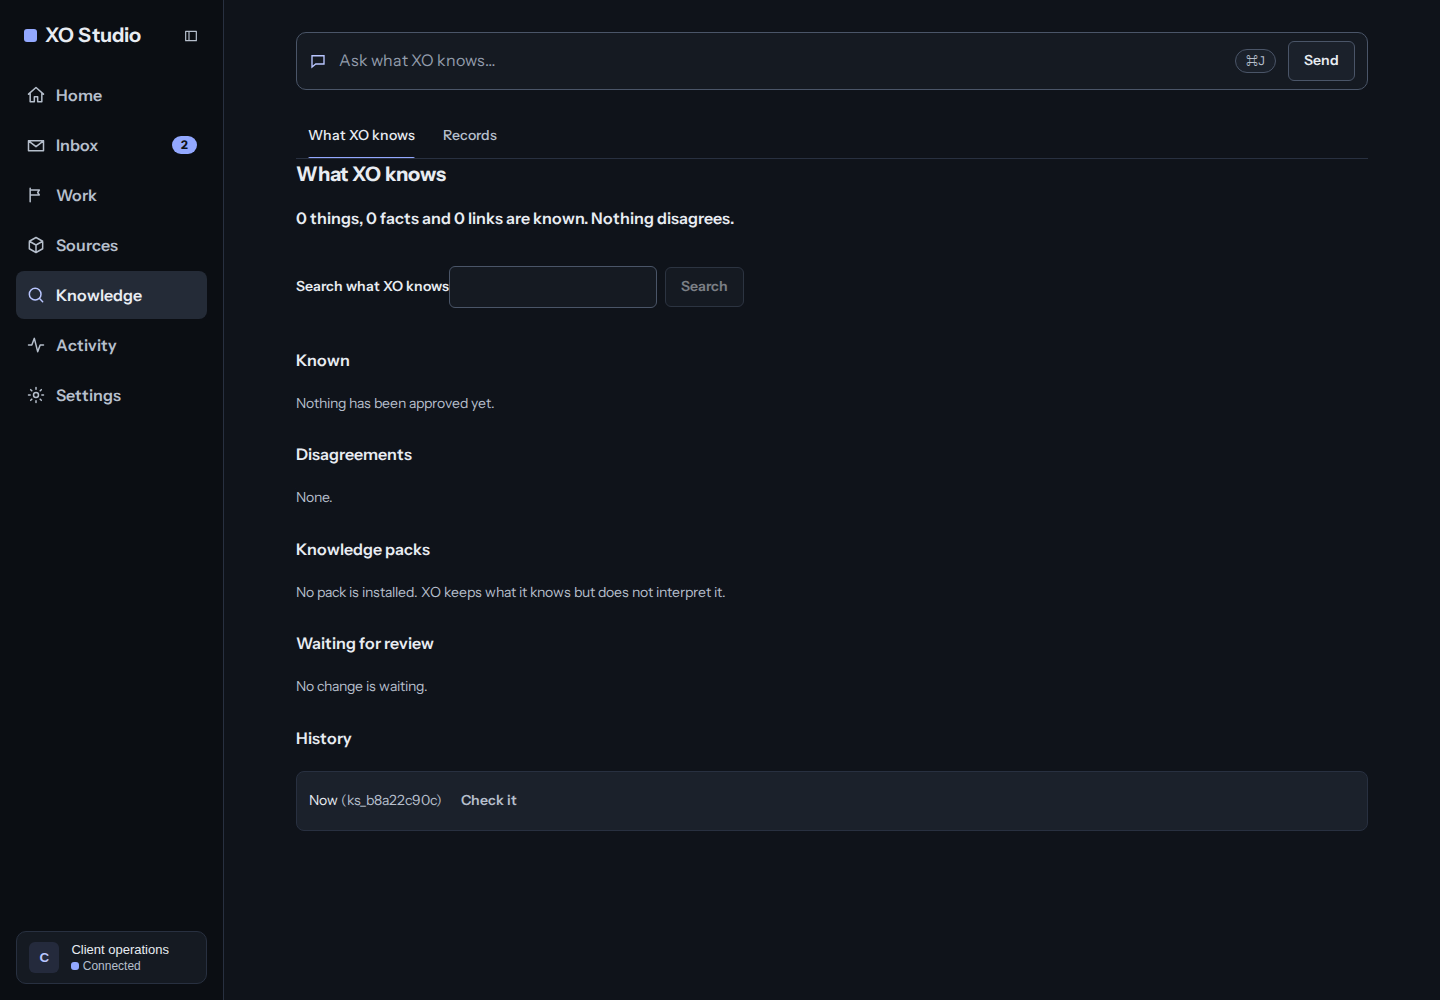 XO Studio
Home
Inbox 2
Work
Sources
Knowledge
Activity
Settings
C
Client operations
Connected
Ask what XO knows...
⌘J
Send
What XO knows Records
What XO knows
0 things, 0 facts and 0 links are known. Nothing disagrees.
Search what XO knows Search
Known
Nothing has been approved yet.
Disagreements
None.
Knowledge packs
No pack is installed. XO keeps what it knows but does not interpret it.
Waiting for review
No change is waiting.
History
Now (ks_b8a22c90c) Check it